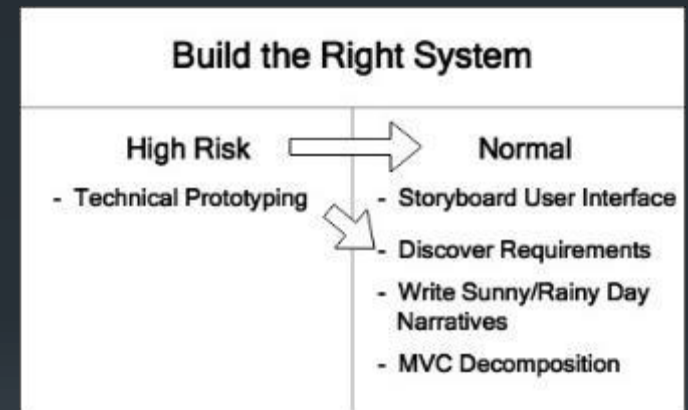 Build the Right System
High Risk
- Technical Prototyping
Normal
- Storyboard User Interface
- Discover Requirements
- Write Sunny/Rainy Day
Narratives
- MVC Decomposition